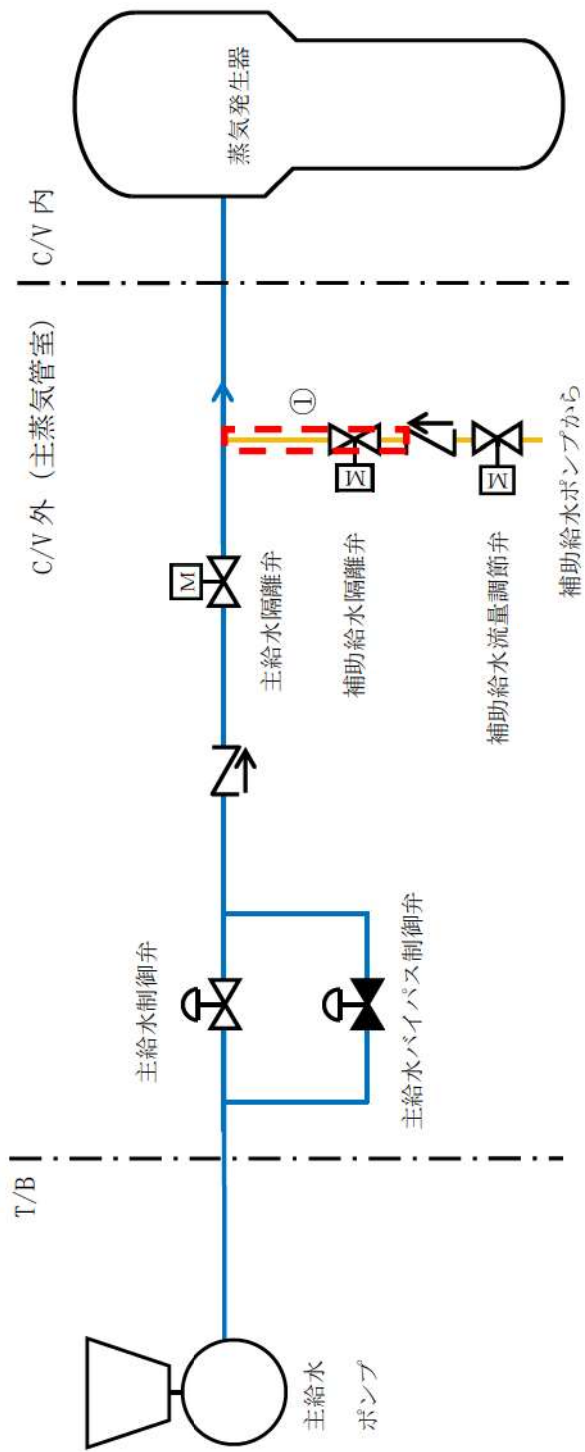 T/B
C/V 外 (主蒸気管室)
C/V 内
主給水
ポンプ
主給水制御弁
主給水バイパス制御弁
主給水隔離弁
M
①
M
補助給水隔離弁
M
補助給水流量調節弁
補助給水ポンプから
蒸気発生器